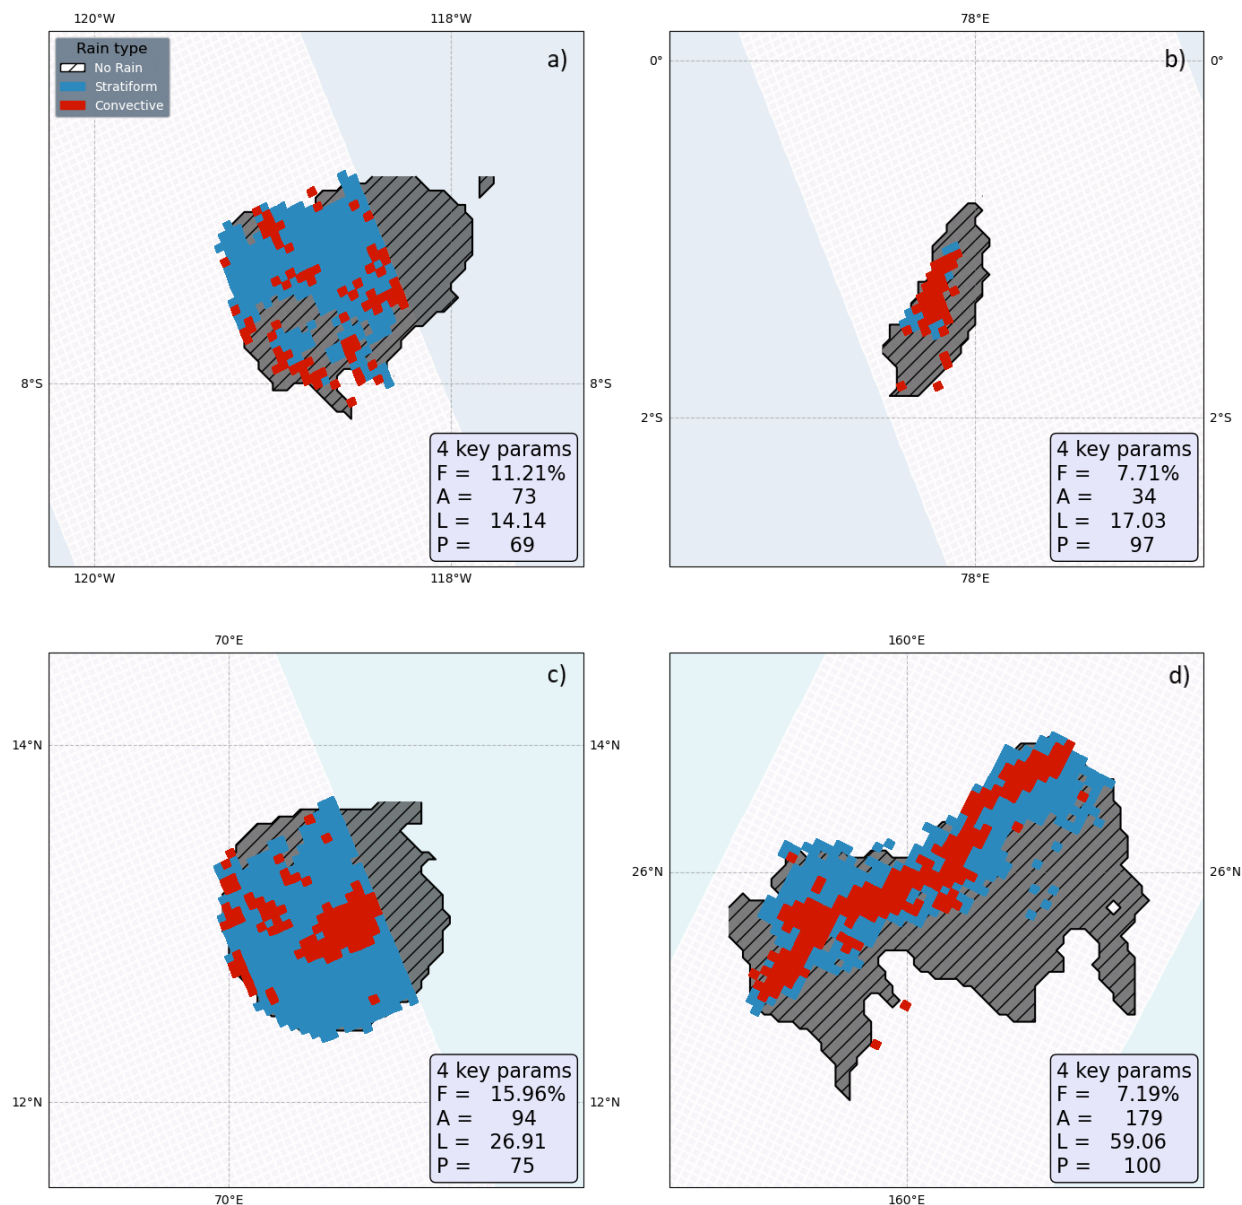 120°W
118°W
78°E
Rain type
No Rain
Stratiform
Convective
a)
0°
b)
0°
8°S
8°S
2°S
2°S
4 key params
F = 11.21%
A = 73
L = 14.14
P = 69
4 key params
F = 7.71%
A = 34
L = 17.03
P = 97
120°W
118°W
78°E
70°E
160°E
c)
d)
14°N
14°N
26°N
26°N
12°N
12°N
4 key params
F = 15.96%
A = 94
L = 26.91
P = 75
4 key params
F = 7.19%
A = 179
L = 59.06
P = 100
70°E
160°E